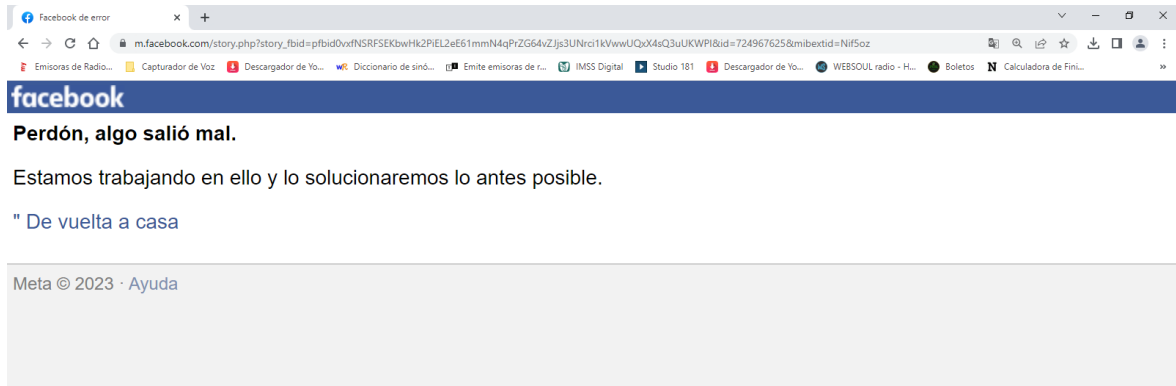 Facebook de error
m.facebook.com/story.php?story_fbid=pfbid0vxfNSRFSEKbwHk2PiEL2eE61mmN4qPrZG64vZJjs3UNrci1kVwwUQxX4sQ3uUKWPl&id=724967625&mibextid=Nif5oz
Emisoras de Radio... Capturador de Voz Descargador de Yo... Diccionario de sinó... Emite emisoras de r... IMSS Digital Studio 181 Descargador de Yo... WEBSOUL radio - H... Boletos Calculadora de Fini...
facebook
Perdón, algo salió mal.
Estamos trabajando en ello y lo solucionaremos lo antes posible.
" De vuelta a casa
Meta © 2023 · Ayuda